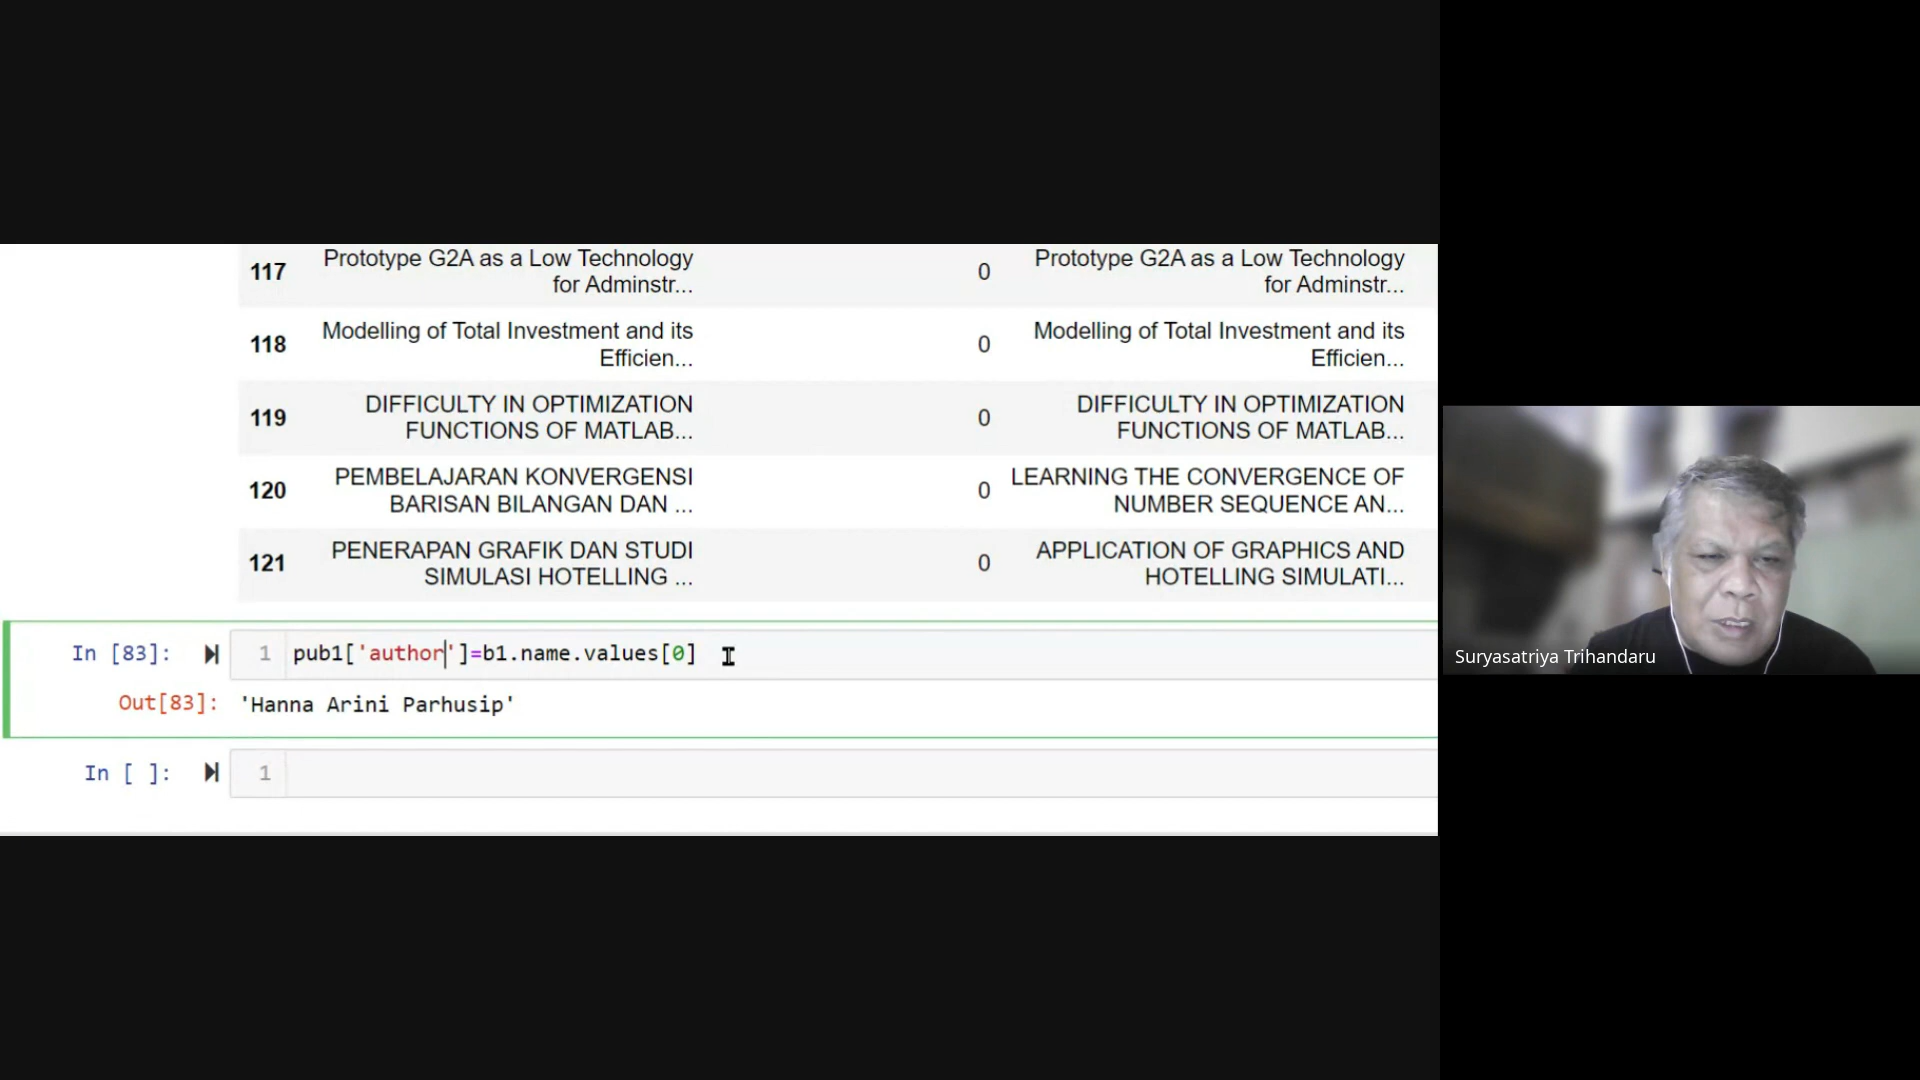 117 Prototype G2A as a Low Technology 0 Prototype G2A as a Low Technology
for Adminstr... for Adminstr...
118 Modelling of Total Investment and its 0 Modelling of Total Investment and its
Efficien... Efficien...
119 DIFFICULTY IN OPTIMIZATION 0 DIFFICULTY IN OPTIMIZATION
FUNCTIONS OF MATLAB... FUNCTIONS OF MATLAB...
120 PEMBELAJARAN KONVERGENSI 0 LEARNING THE CONVERGENCE OF
BARISAN BILANGAN DAN ... NUMBER SEQUENCE AN...
121 PENERAPAN GRAFIK DAN STUDI 0 APPLICATION OF GRAPHICS AND
SIMULASI HOTELLING ... HOTELLING SIMULATI...
In [83]: 1 pub1['author']=b1.name.values[0]
Out[83]: 'Hanna Arini Parhusip'
In [ ]: 1
Suryasatriya Trihandaru